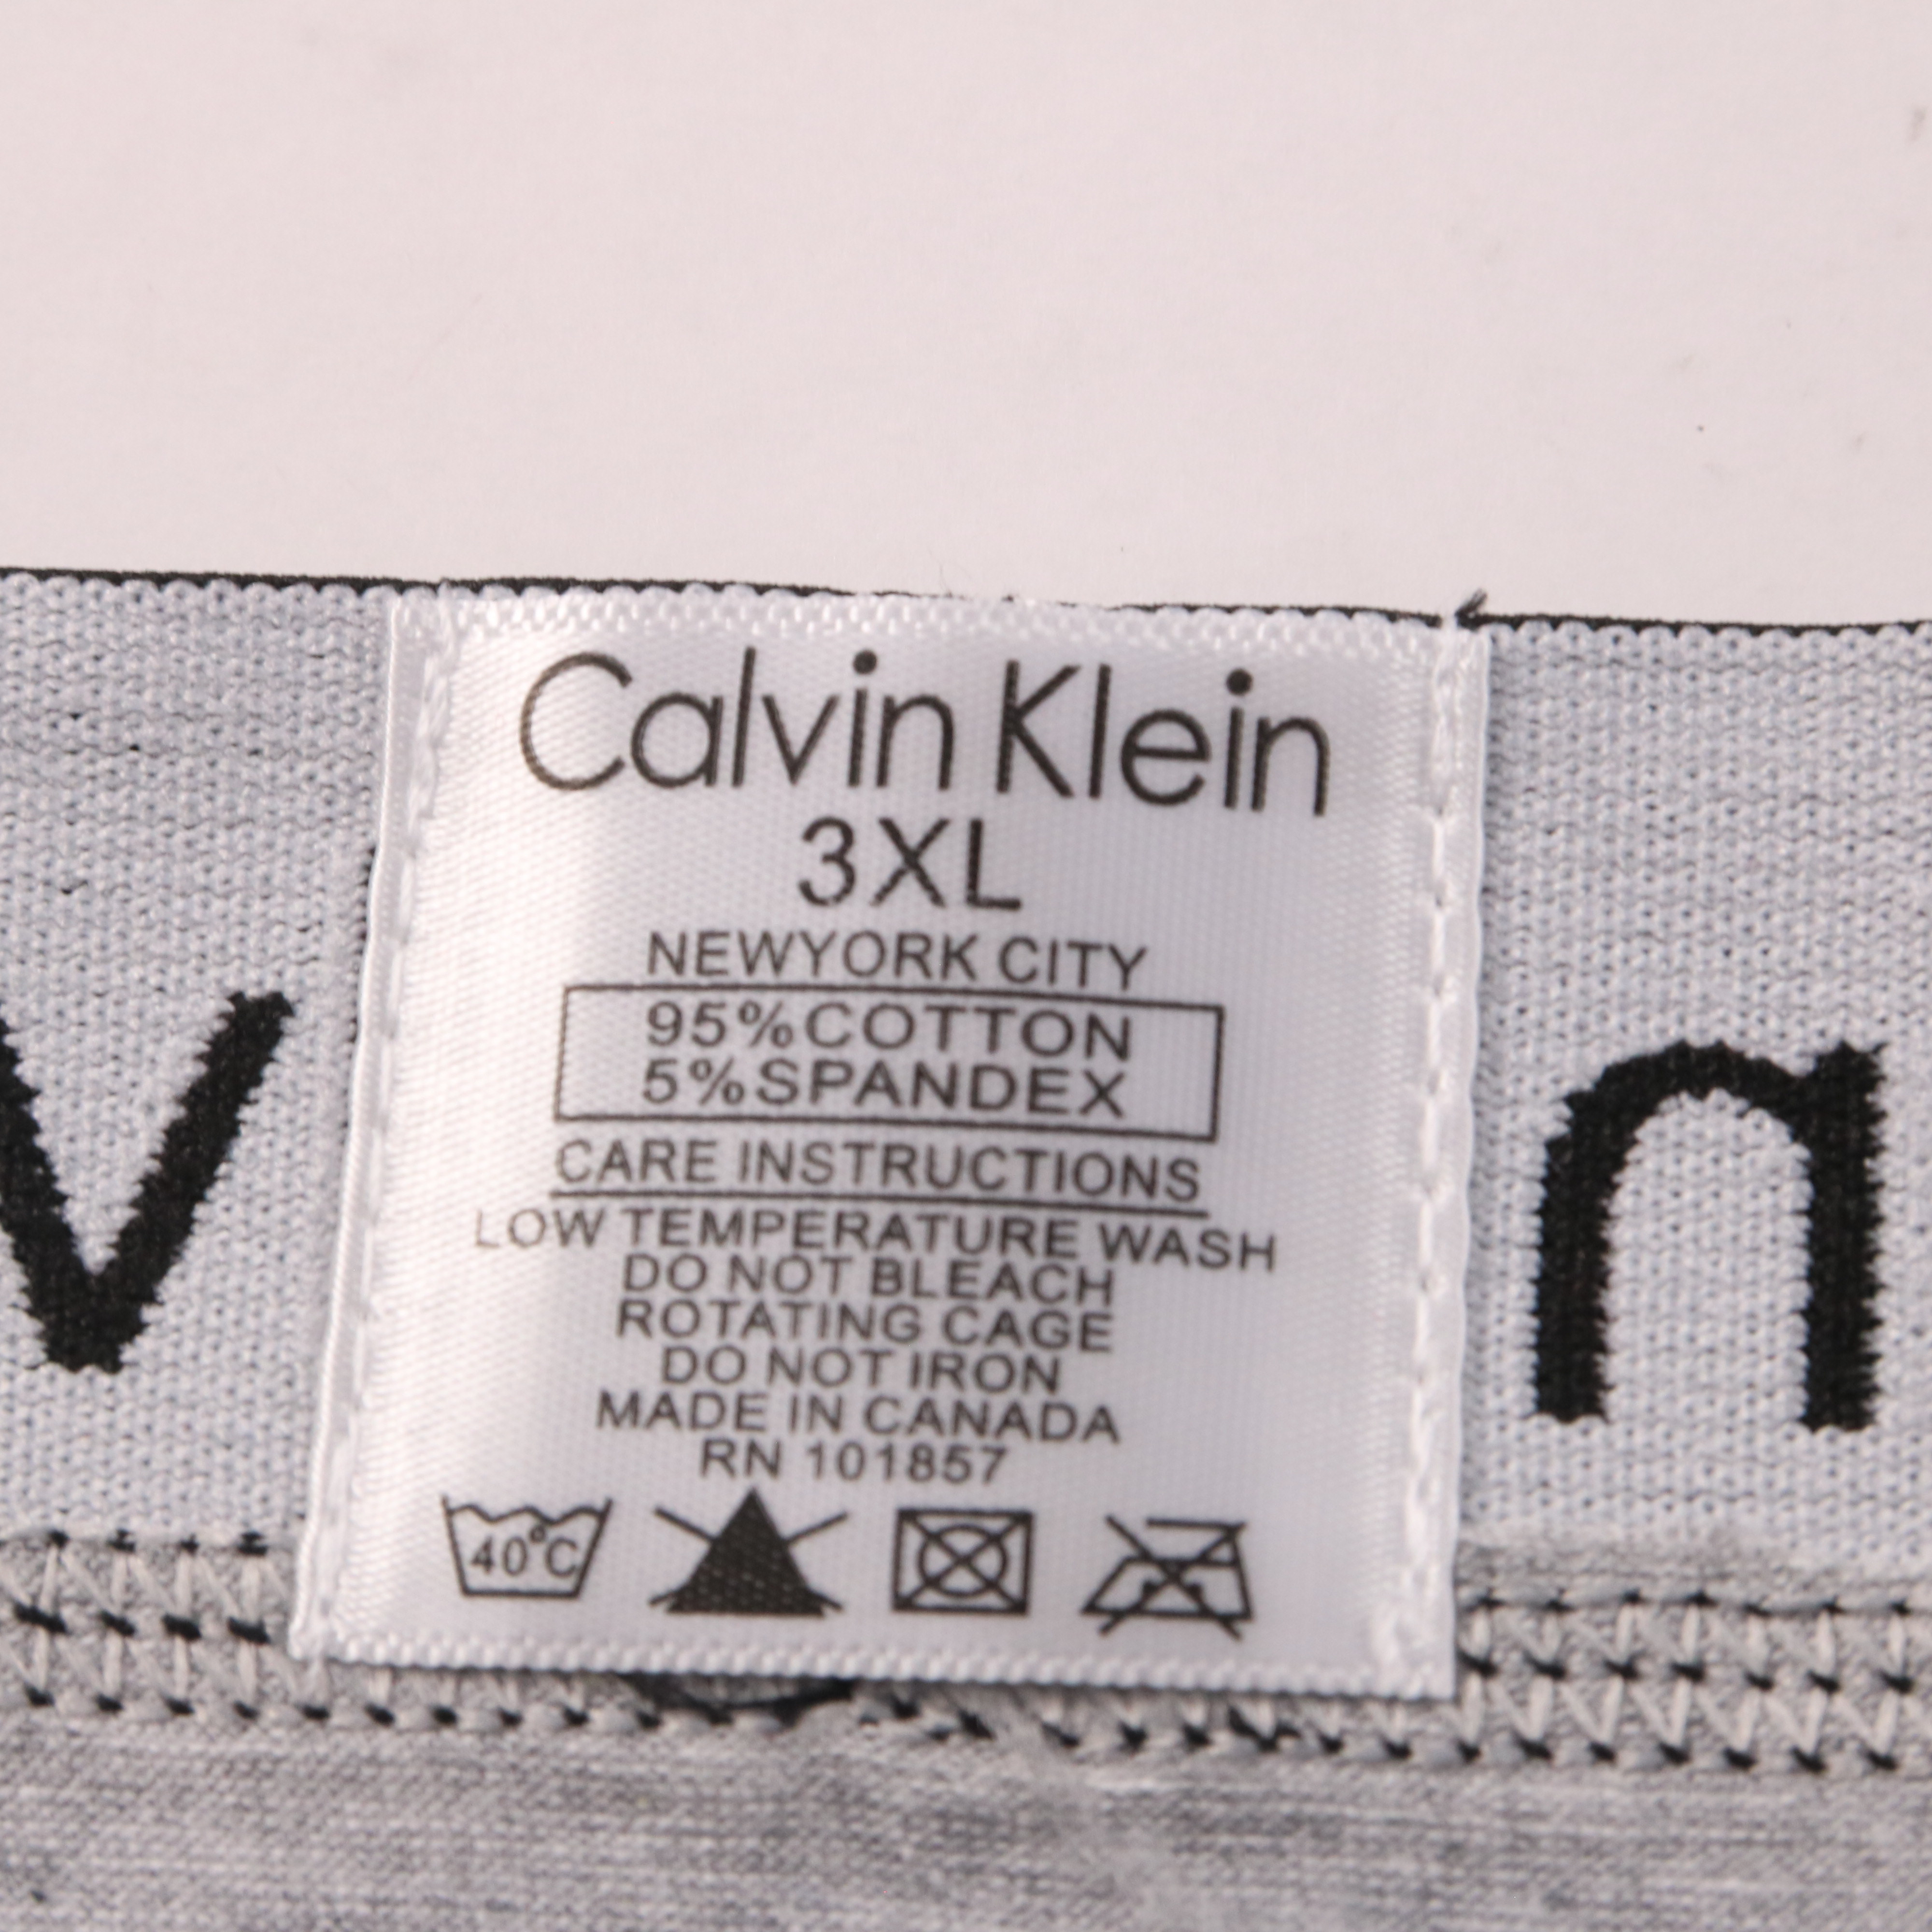 Calvin Klein
3XL
NEWYORK CITY
95%COTTON
5%SPANDEX
CARE INSTRUCTIONS
LOW TEMPERATURE WASH
DO NOT BLEACH
ROTATING CAGE
DO NOT IRON
MADE IN CANADA
RN 101857
40°C
v
n